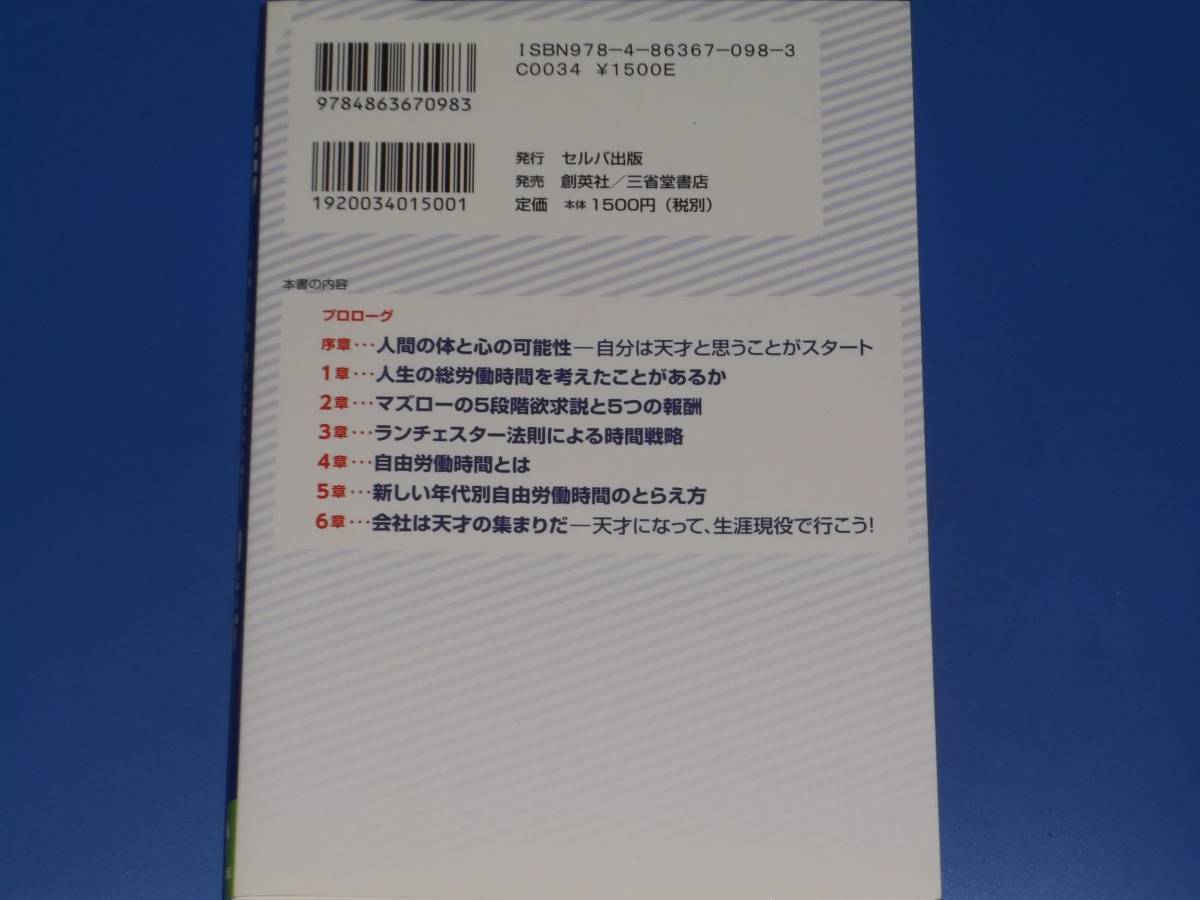 ISBN978-4-86367-098-3
C0034 ¥1500E
9784863670983
発行 セルバ出版
発売 創英社／三省堂書店
定価 本体1500円（税別）
1920034015001
本書の内容
プロローグ
序章･･･人間の体と心の可能性―自分は天才と思うことがスタート
1章･･･人生の総労働時間を考えたことがあるか
2章･･･マズローの5段階欲求説と5つの報酬
3章･･･ランチェスター法則による時間戦略
4章･･･自由労働時間とは
5章･･･新しい年代別自由労働時間のとらえ方
6章･･･会社は天才の集まりだ―天才になって、生涯現役で行こう！